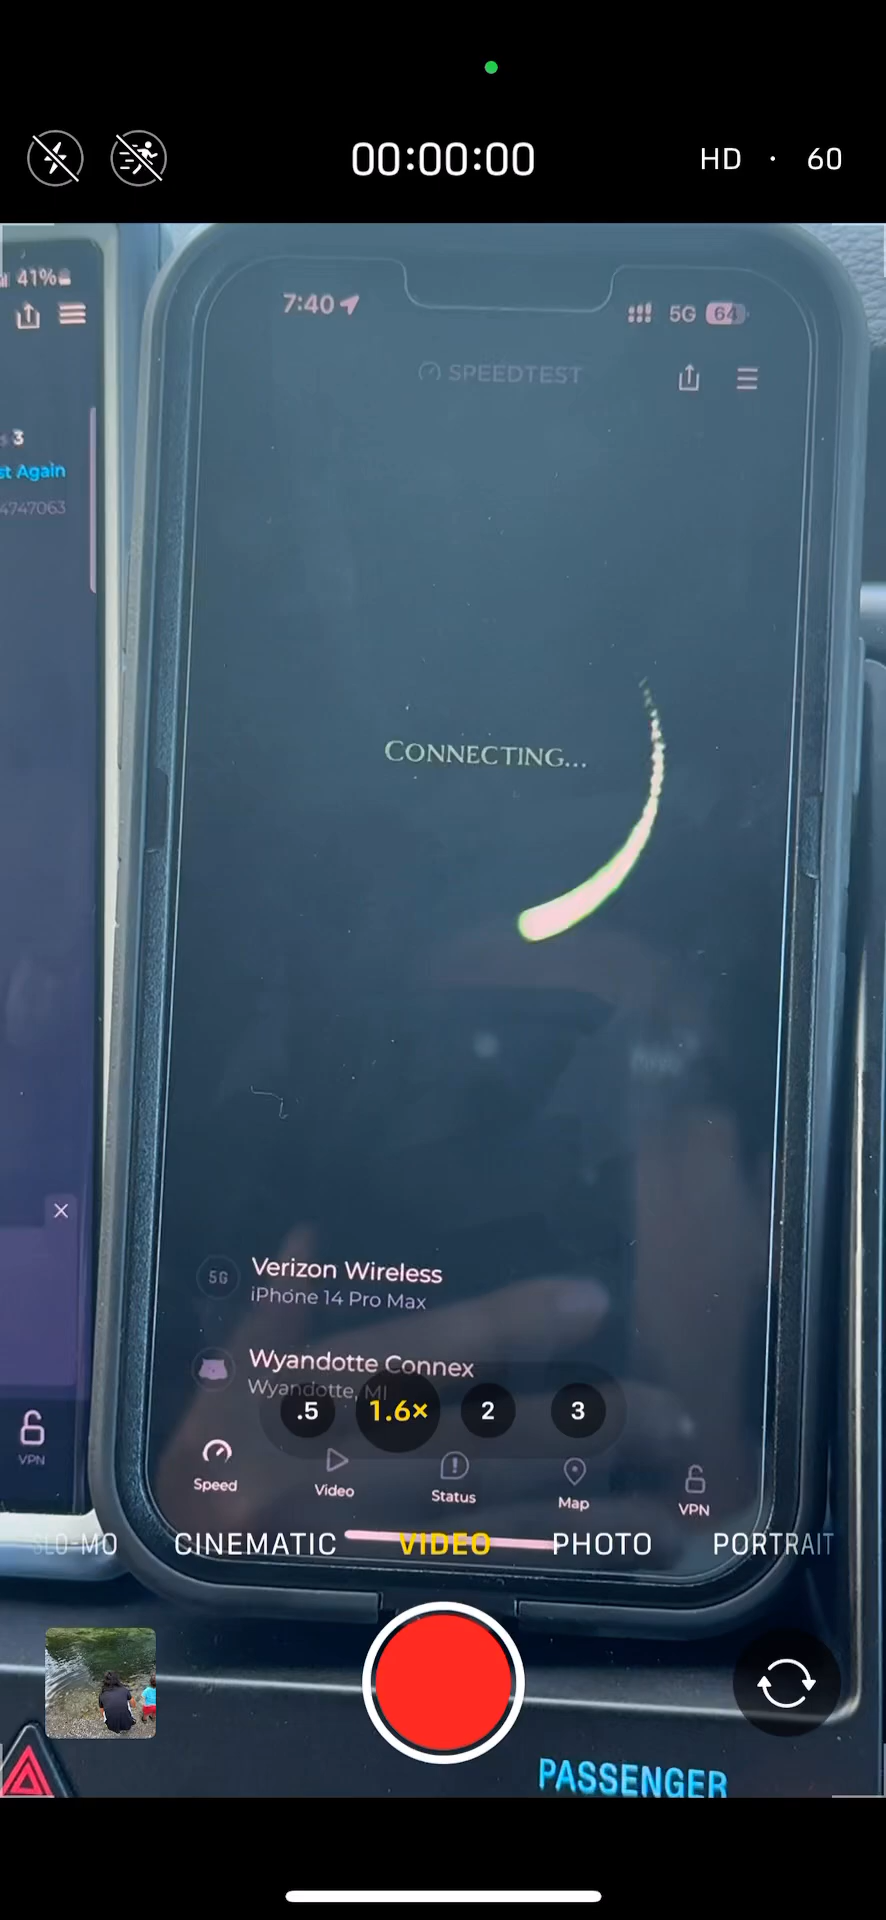 00:00:00
HD · 60
41%
7:40
5G 64
SPEEDTEST
3
st Again
4747063
CONNECTING...
5G
Verizon Wireless
iPhone 14 Pro Max
Wyandotte Connex
Wyandotte, MI
.5
1.6×
2
3
VPN
Speed
Video
Status
Map
VPN
SLO-MO
CINEMATIC
VIDEO
PHOTO
PORTRAIT
PASSENGER